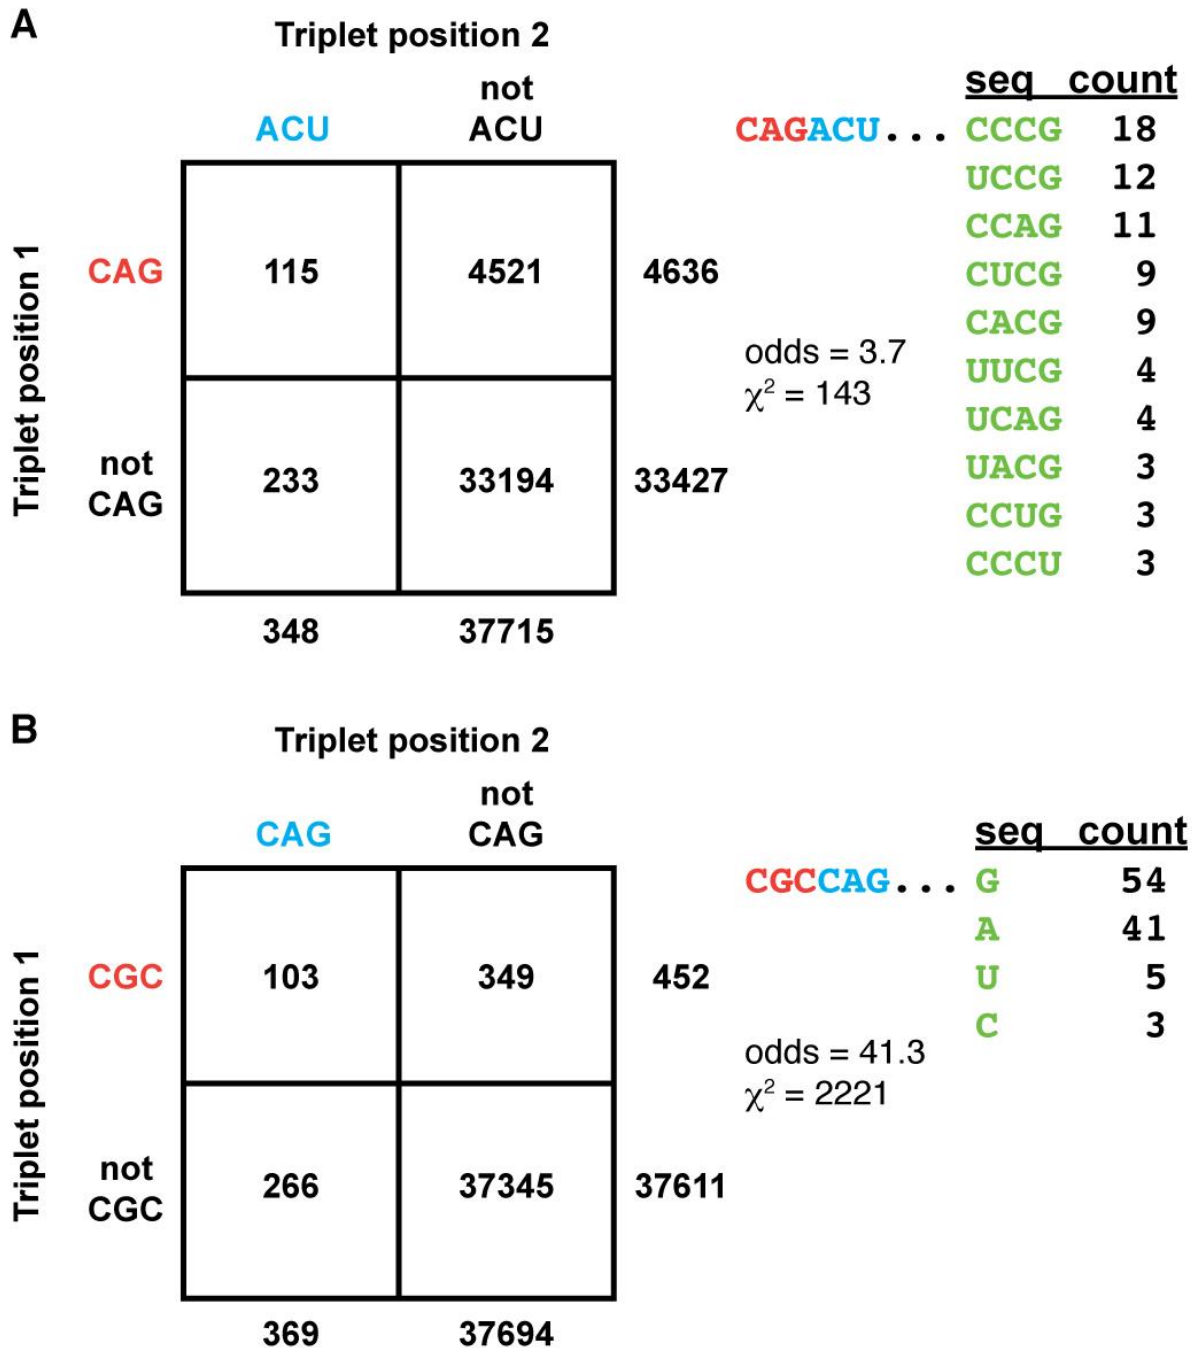 A
Triplet position 2
ACU
not
ACU
Triplet position 1
CAG
115
4521
4636
not
CAG
233
33194
33427
348
37715
odds = 3.7
χ² = 143
seq count
CAGACU... CCCG 18
UCCG 12
CCAG 11
CUCG 9
CACG 9
UUCG 4
UCAG 4
UACG 3
CCUG 3
CCCU 3
B
Triplet position 2
CAG
not
CAG
Triplet position 1
CGC
103
349
452
not
CGC
266
37345
37611
369
37694
odds = 41.3
χ² = 2221
seq count
CGCCAG... G 54
A 41
U 5
C 3